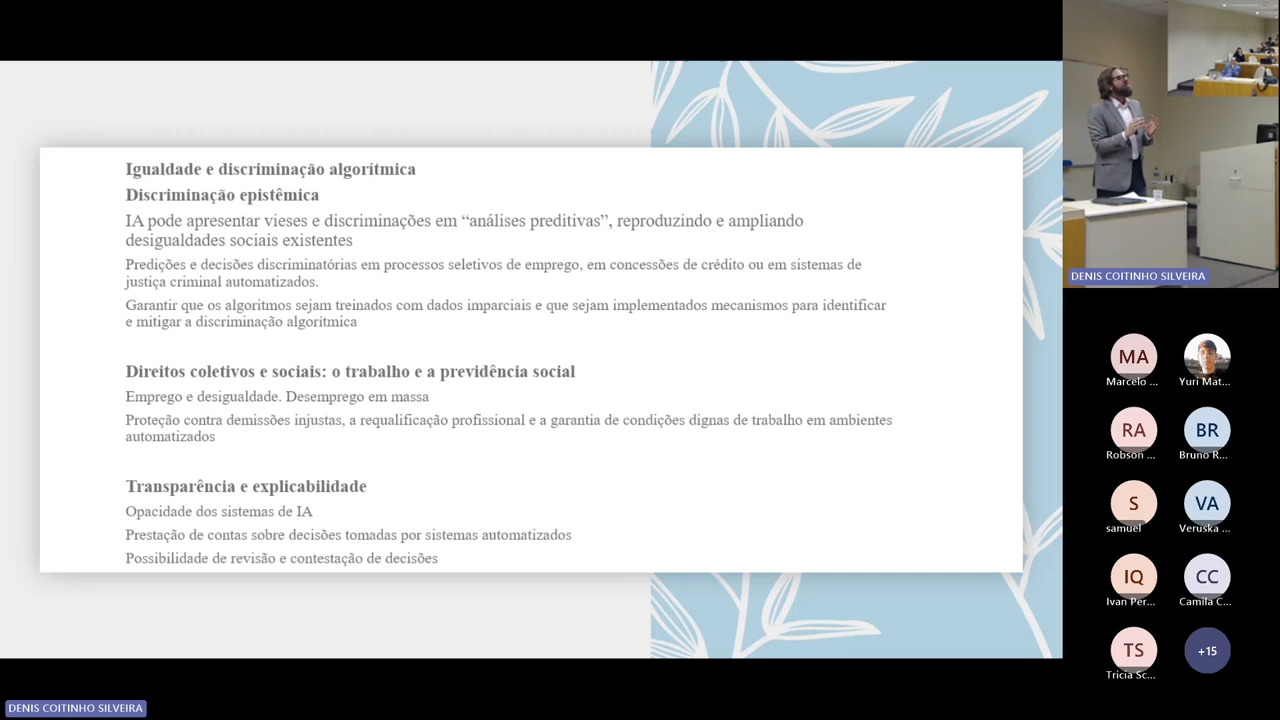 Igualdade e discriminação algorítmica
Discriminação epistêmica
IA pode apresentar vieses e discriminações em “análises preditivas”, reproduzindo e ampliando
desigualdades sociais existentes
Predições e decisões discriminatórias em processos seletivos de emprego, em concessões de crédito ou em sistemas de
justiça criminal automatizados.
Garantir que os algoritmos sejam treinados com dados imparciais e que sejam implementados mecanismos para identificar
e mitigar a discriminação algorítmica
Direitos coletivos e sociais: o trabalho e a previdência social
Emprego e desigualdade. Desemprego em massa
Proteção contra demissões injustas, a requalificação profissional e a garantia de condições dignas de trabalho em ambientes
automatizados
Transparência e explicabilidade
Opacidade dos sistemas de IA
Prestação de contas sobre decisões tomadas por sistemas automatizados
Possibilidade de revisão e contestação de decisões
DENIS COITINHO SILVEIRA
MA
Marcelo ...
Yuri Mat...
RA
Robson ...
BR
Bruno R...
S
samuel
VA
Veruska ...
IQ
Ivan Per...
CC
Camila C...
TS
Tricia Sc...
+15
DENIS COITINHO SILVEIRA